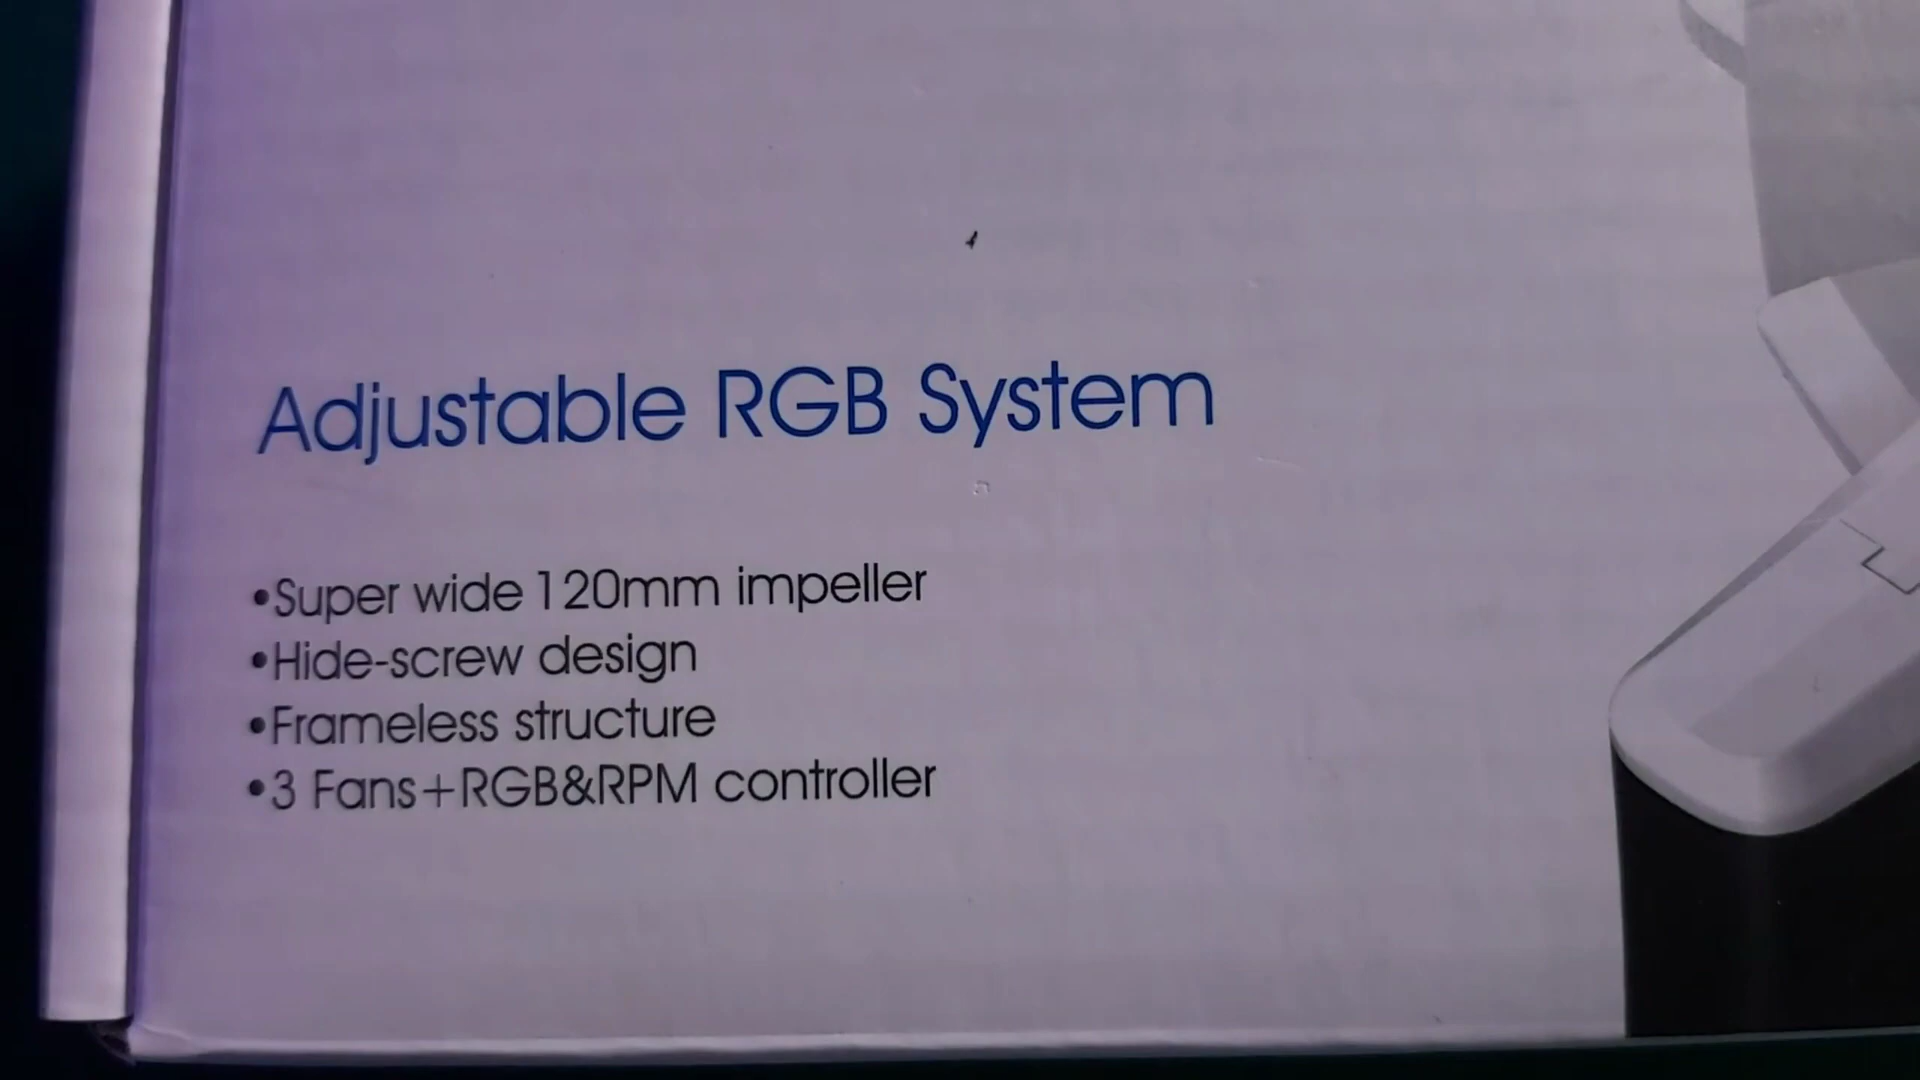 Adjustable RGB System
•Super wide 120mm impeller
•Hide-screw design
•Frameless structure
•3 Fans+RGB&RPM controller